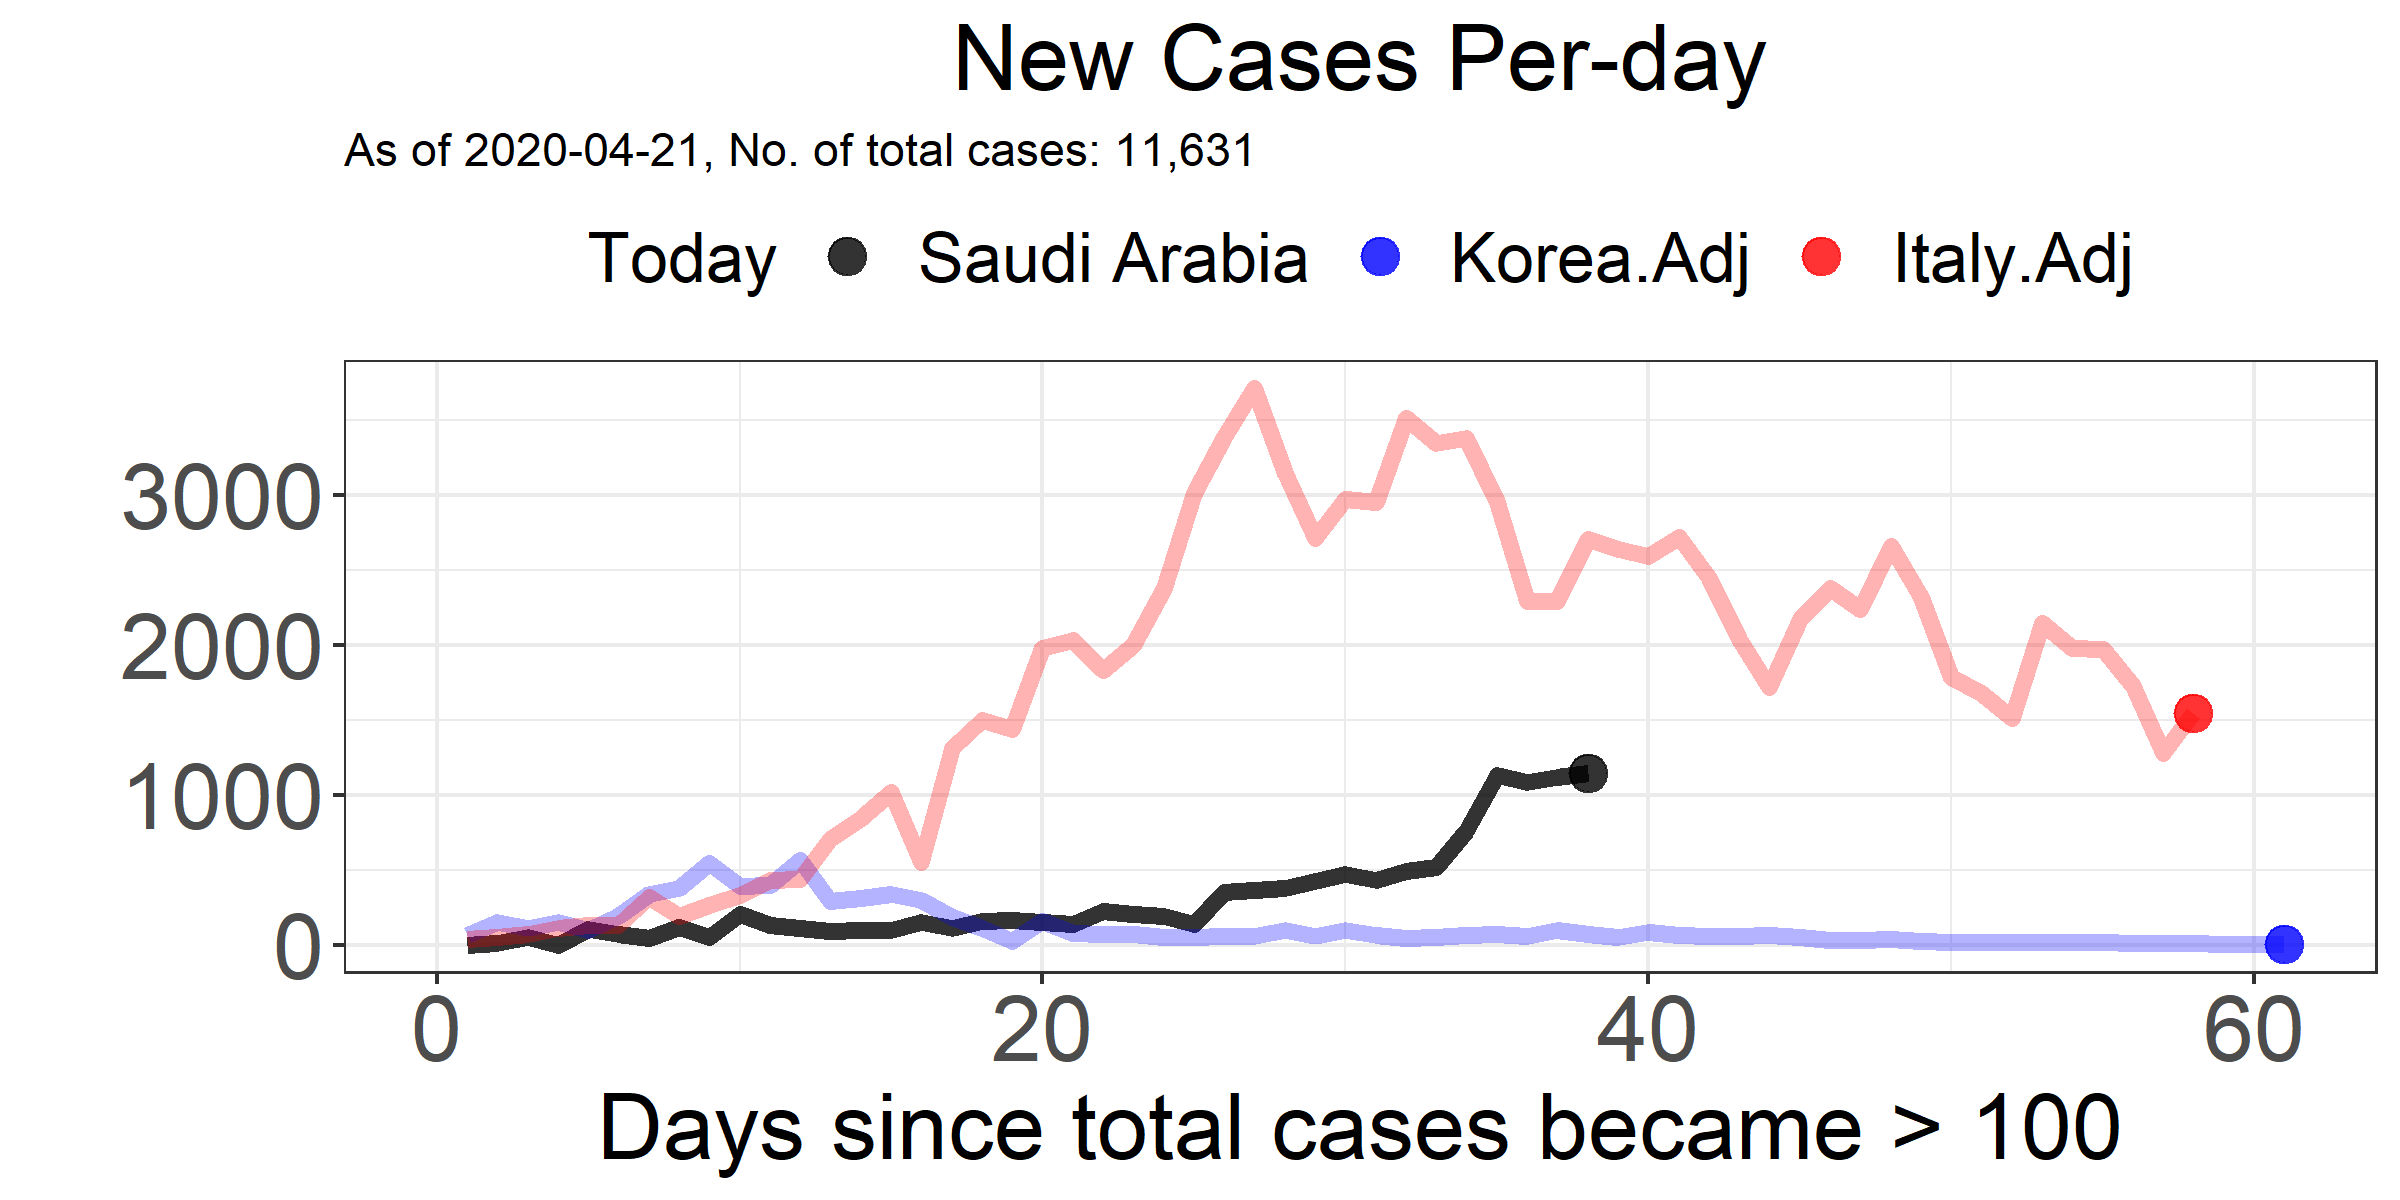 New Cases Per-day
As of 2020-04-21, No. of total cases: 11,631
Today Saudi Arabia Korea.Adj Italy.Adj
3000
2000
1000
0
0 20 40 60
Days since total cases became > 100